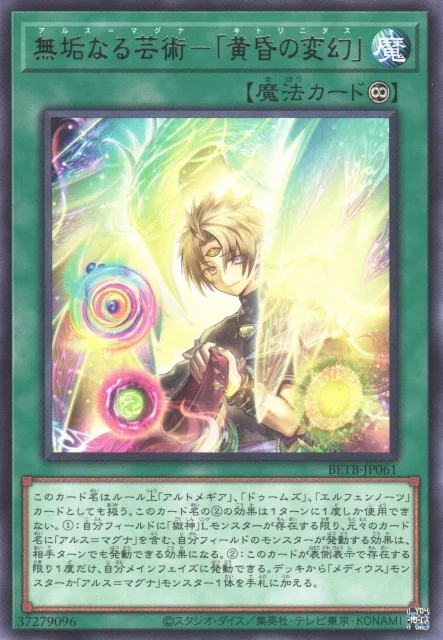 アルス＝マグナ キトリニタス
無垢なる芸術－「黄昏の変幻」
魔
【魔法カード】
BETB-JP061
このカード名はルール上「アルトメギア」、「ドゥームズ」、「エルフェンノーツ」
カードとしても扱う。このカード名の②の効果は１ターンに１度しか使用でき
ない。①：自分フィールドに「獄神」Lモンスターが存在する限り、元々のカード
名に「アルス＝マグナ」を含む、自分フィールドのモンスターが発動する効果は、
相手ターンでも発動できる効果になる。②：このカードが表側表示で存在する
限り１度だけ、自分メインフェイズに発動できる。デッキから「メディウス」モン
スターか「アルス＝マグナ」モンスター１体を手札に加える。
37279096
©スタジオ・ダイス／集英社・テレビ東京・KONAMI